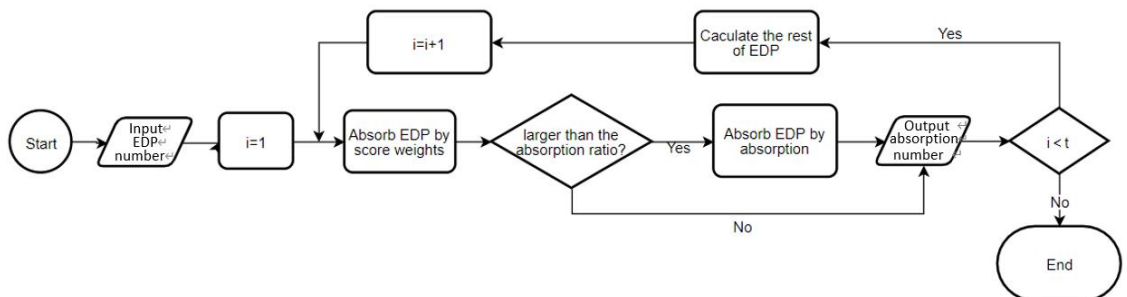 i=i+1
Caculate the rest
of EDP
Yes
Start
Input↵
EDP↵
number↵
i=1
Absorb EDP by
score weights
larger than the
absorption ratio?
Yes
Absorb EDP by
absorption
Output ↵
absorption
number ↵
i<t
No
No
End